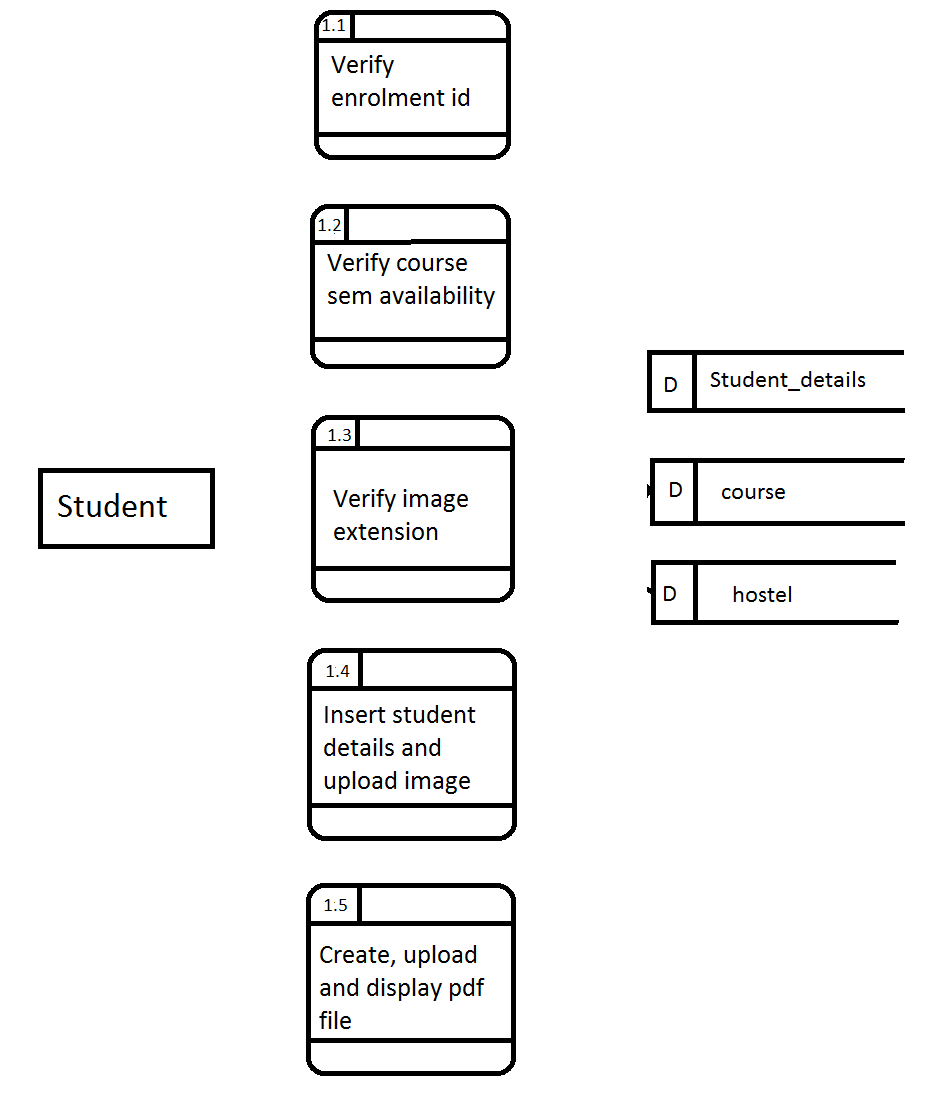 1.1
Verify
enrolment id
1.2
Verify course
sem availability
1.3
Verify image
extension
Student
1.4
Insert student
details and
upload image
1.5
Create, upload
and display pdf
file
D Student_details
D course
D hostel